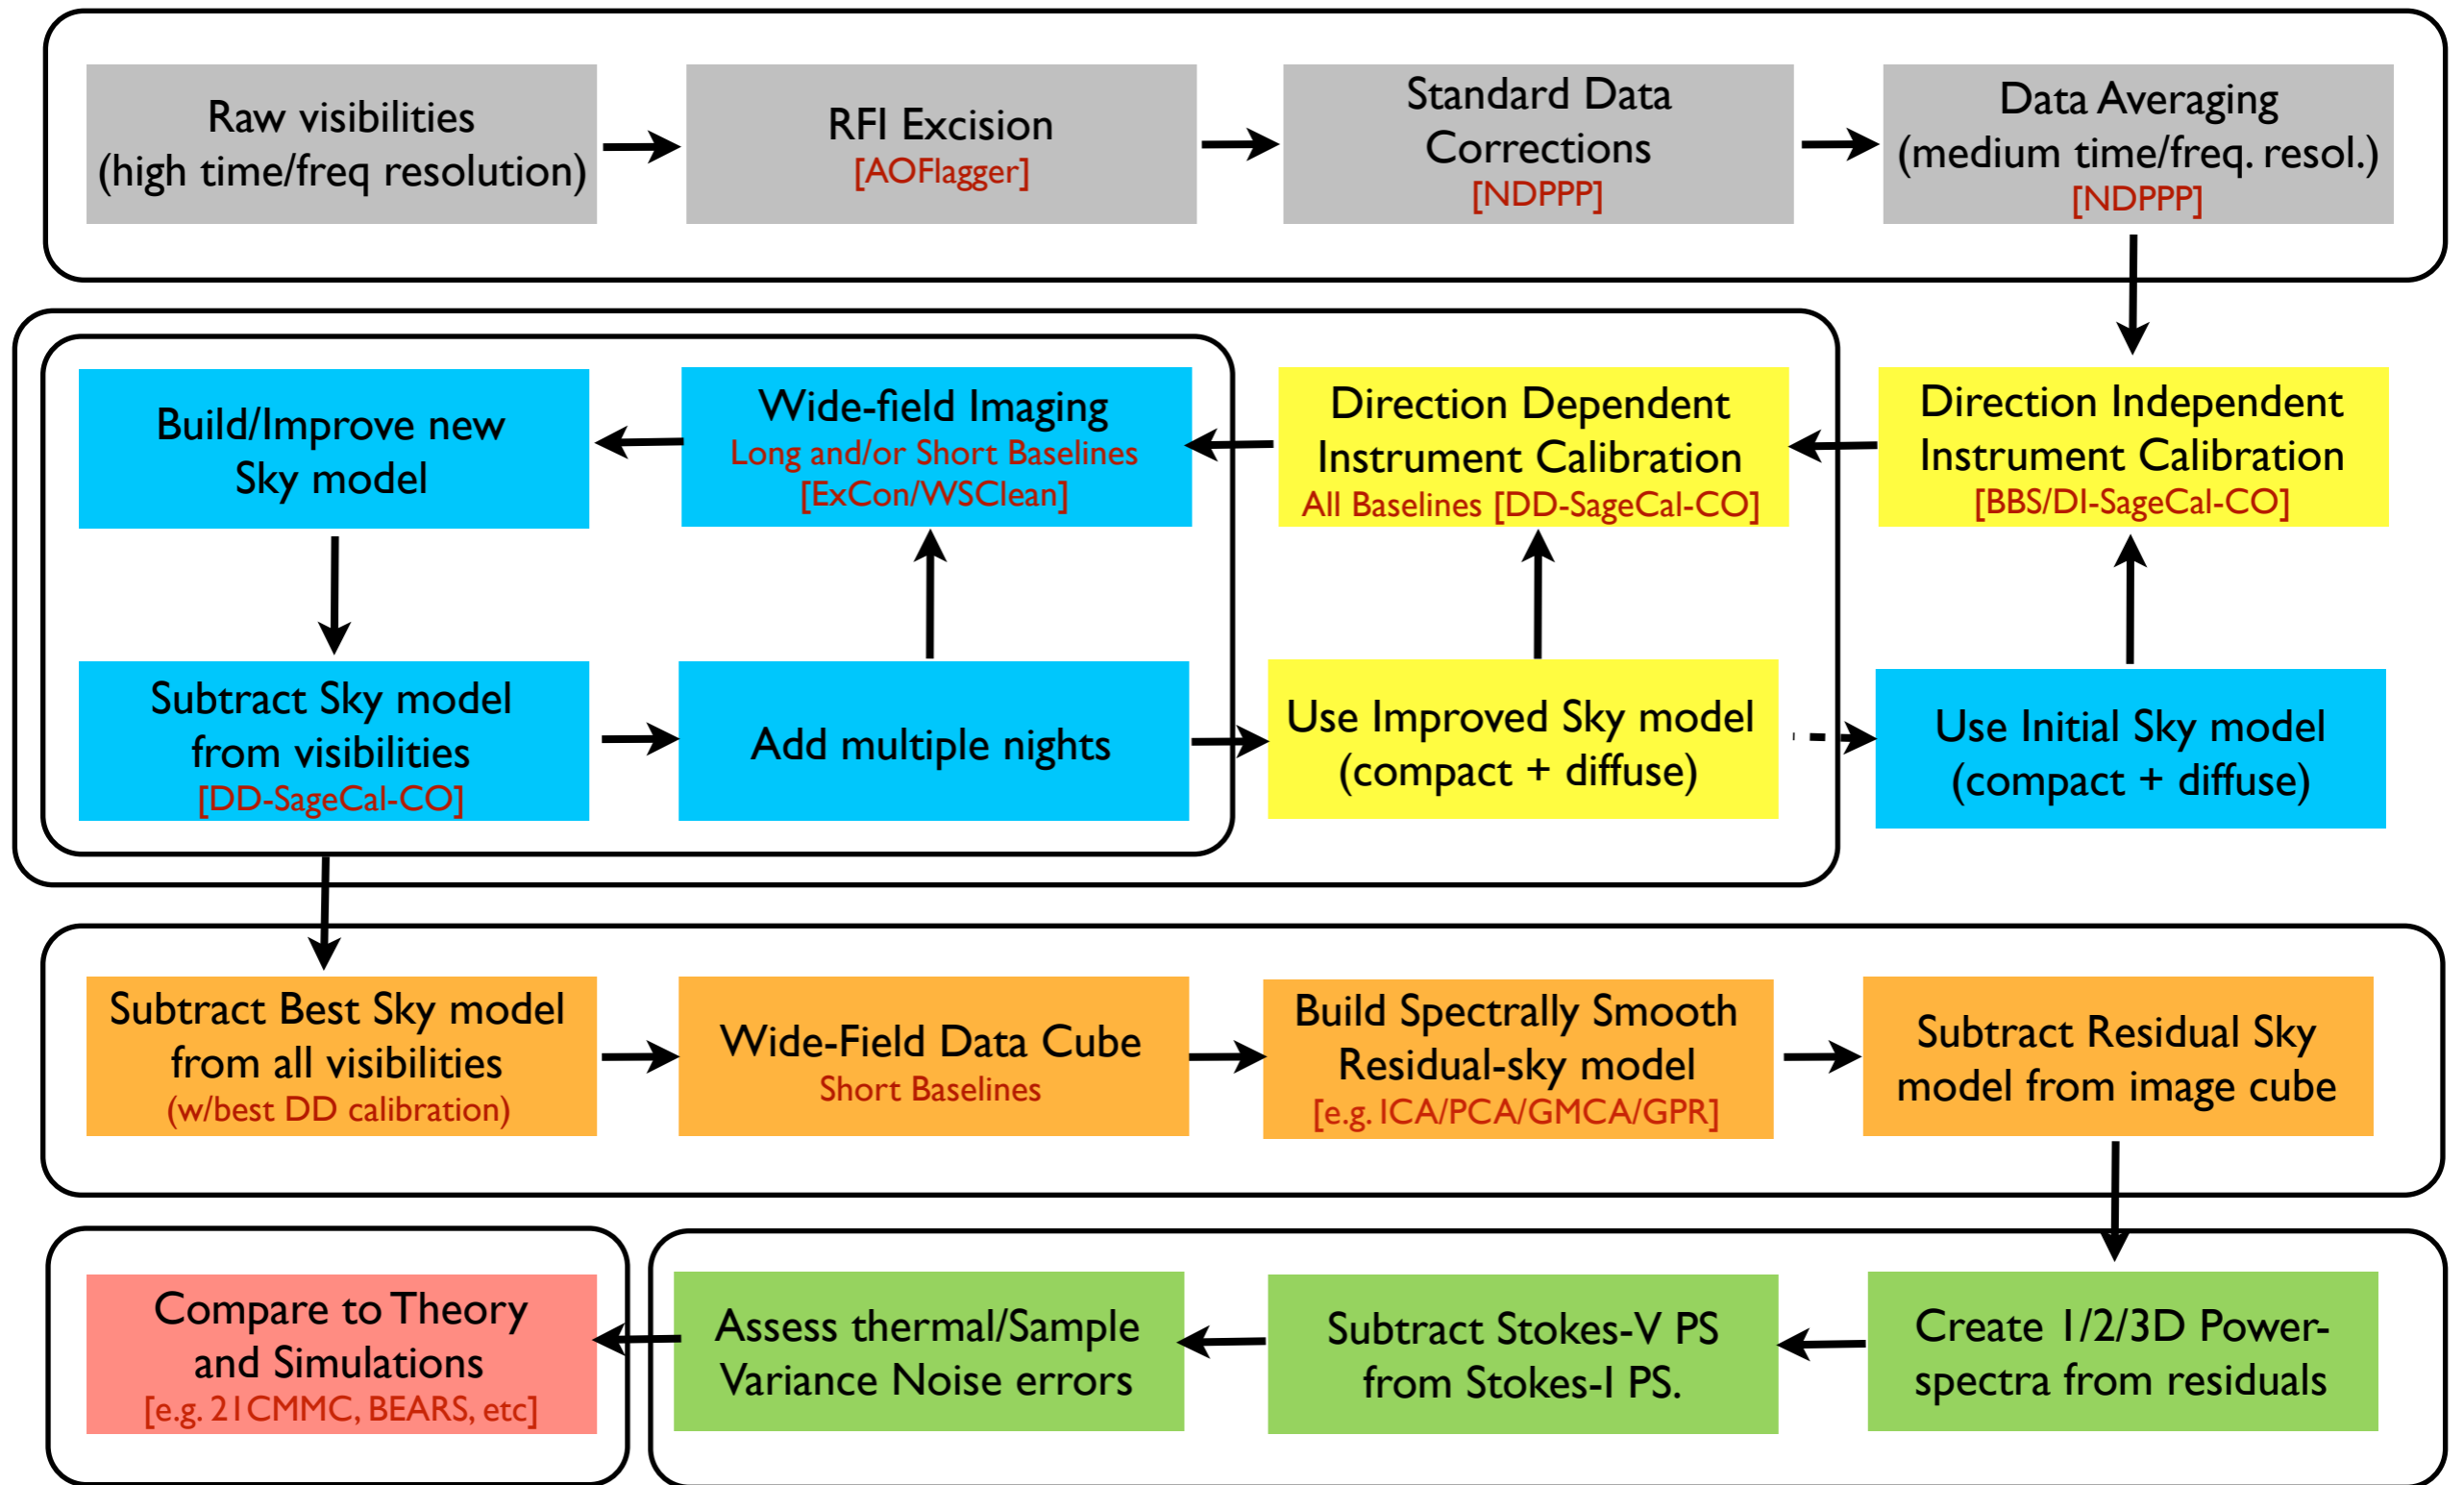 Raw visibilities
(high time/freq resolution)
RFI Excision
[AOFlagger]
Standard Data
Corrections
[NDPPP]
Data Averaging
(medium time/freq. resol.)
[NDPPP]
Build/Improve new
Sky model
Wide-field Imaging
Long and/or Short Baselines
[ExCon/WSClean]
Direction Dependent
Instrument Calibration
All Baselines [DD-SageCal-CO]
Direction Independent
Instrument Calibration
[BBS/DI-SageCal-CO]
Subtract Sky model
from visibilities
[DD-SageCal-CO]
Add multiple nights
Use Improved Sky model
(compact + diffuse)
Use Initial Sky model
(compact + diffuse)
Subtract Best Sky model
from all visibilities
(w/best DD calibration)
Wide-Field Data Cube
Short Baselines
Build Spectrally Smooth
Residual-sky model
[e.g. ICA/PCA/GMCA/GPR]
Subtract Residual Sky
model from image cube
Compare to Theory
and Simulations
[e.g. 21CMMC, BEARS, etc]
Assess thermal/Sample
Variance Noise errors
Subtract Stokes-V PS
from Stokes-I PS.
Create 1/2/3D Power-
spectra from residuals